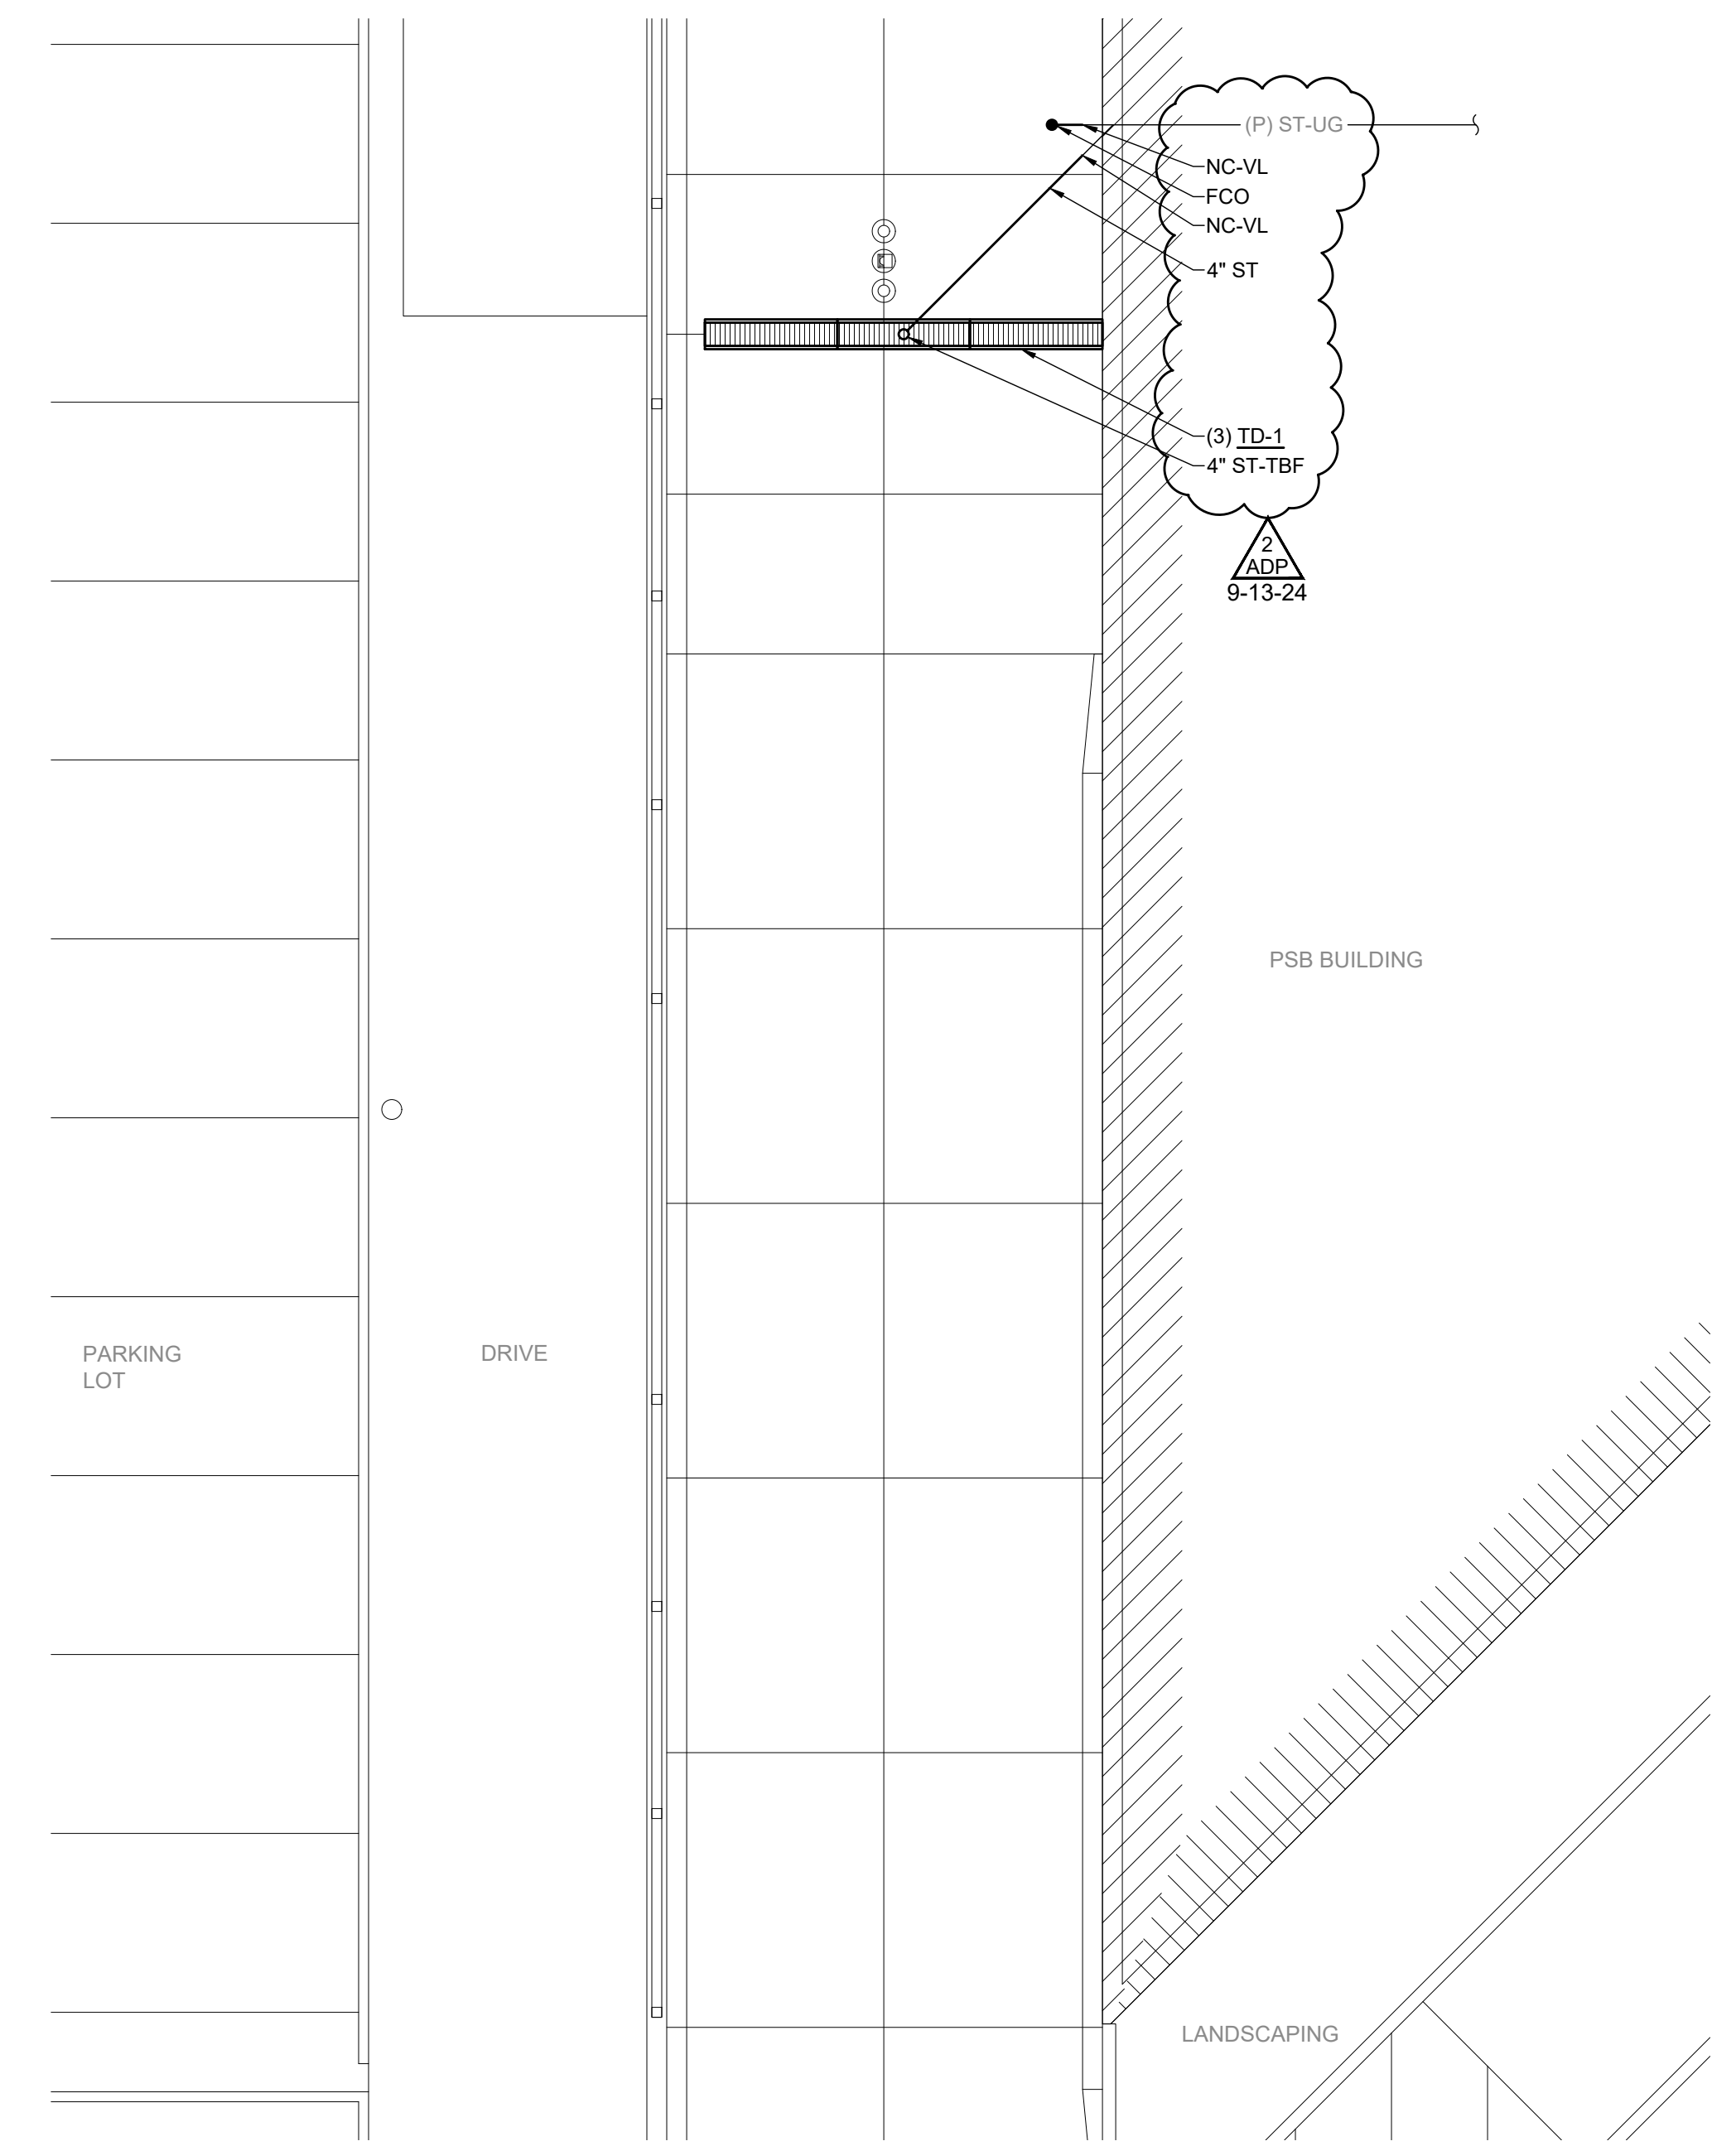 (P) ST-UG
NC-VL
FCO
NC-VL
4" ST
(3) TD-1
4" ST-TBF
2
ADP
9-13-24
PSB BUILDING
PARKING
LOT
DRIVE
LANDSCAPING